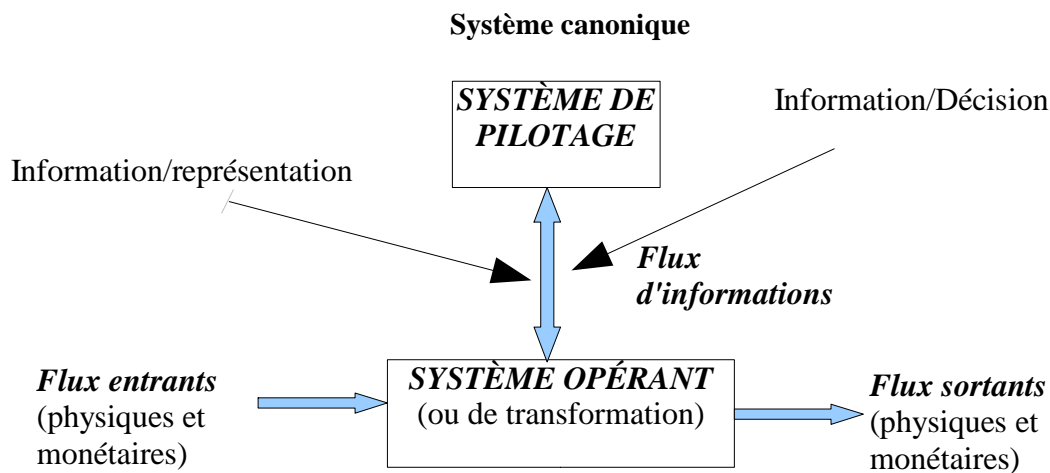 Système canonique
SYSTÈME DE
PILOTAGE
Information/Décision
Information/représentation
Flux
d'informations
Flux entrants
(physiques et
monétaires)
SYSTÈME OPÉRANT
(ou de transformation)
Flux sortants
(physiques et
monétaires)